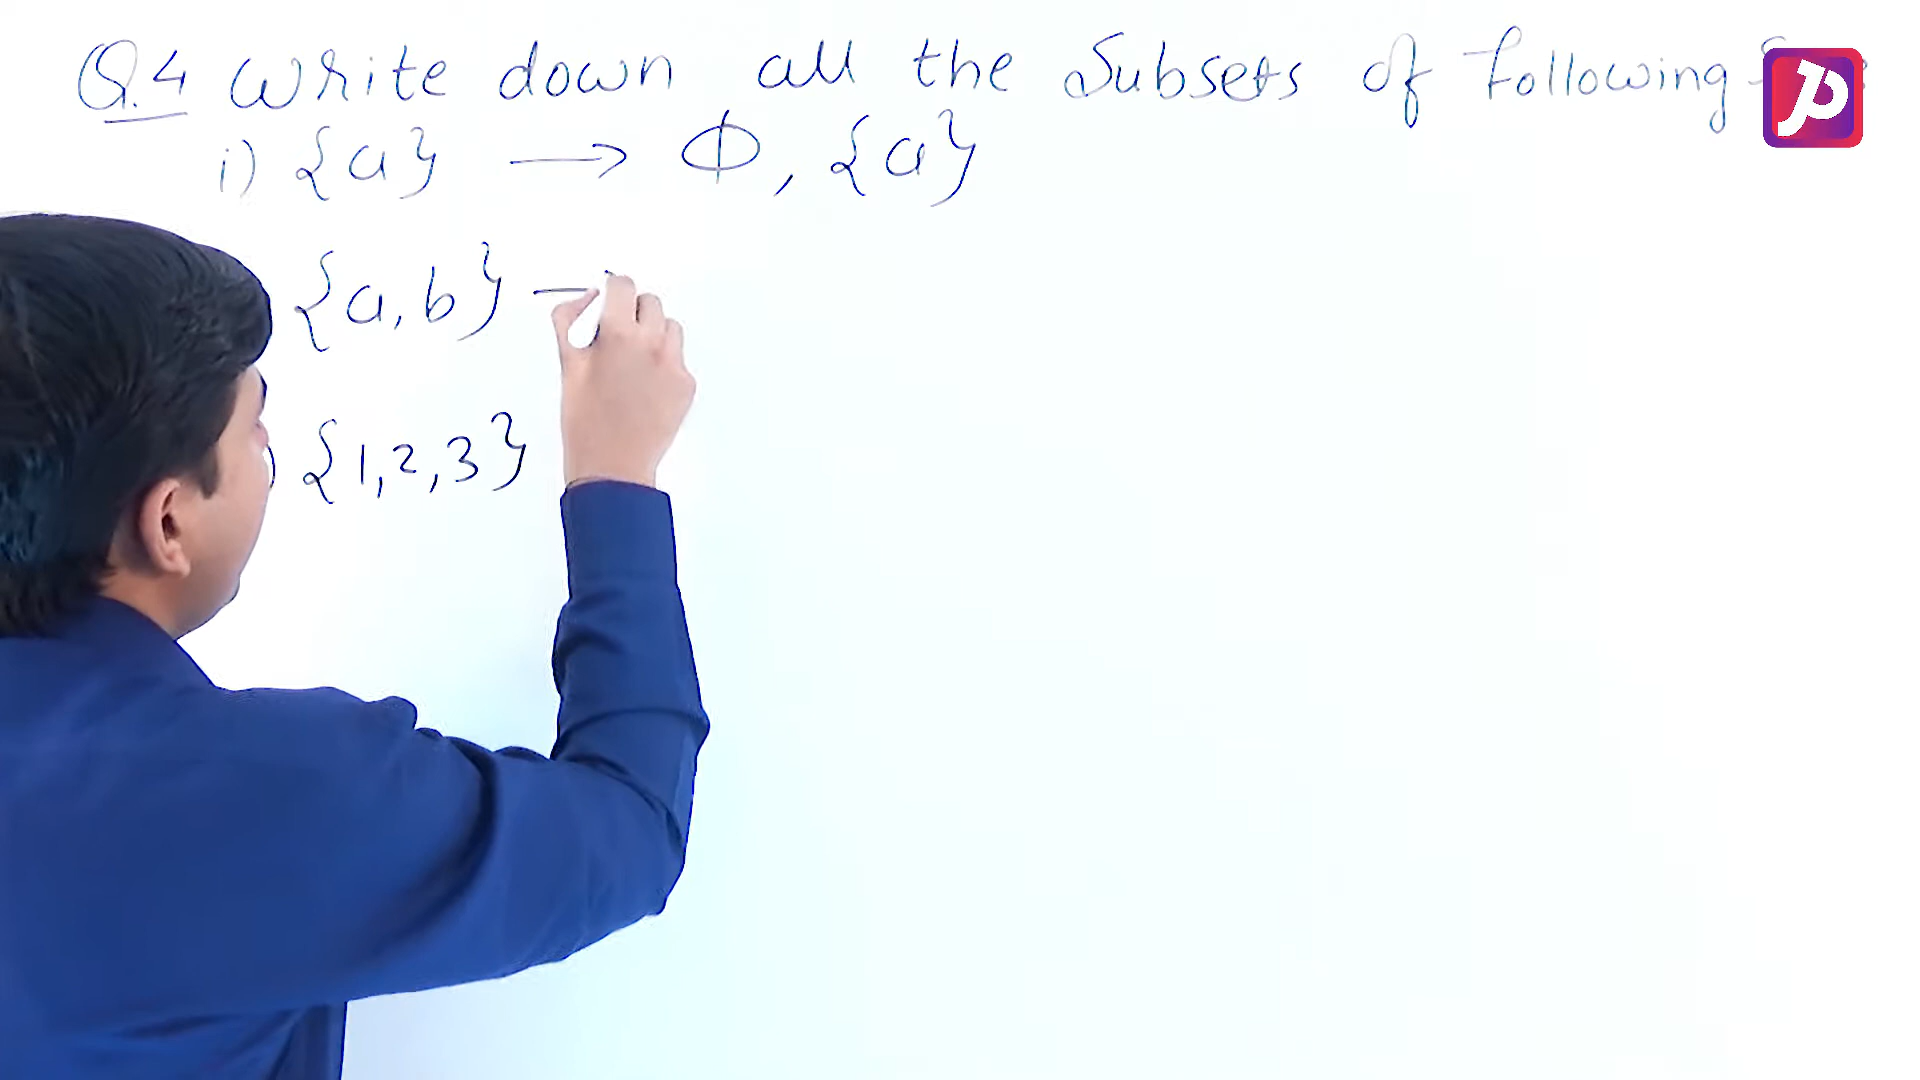 Q.4 Write down all the Subsets of following
i) {a} → Φ, {a}
{a, b} —
) {1, 2, 3}